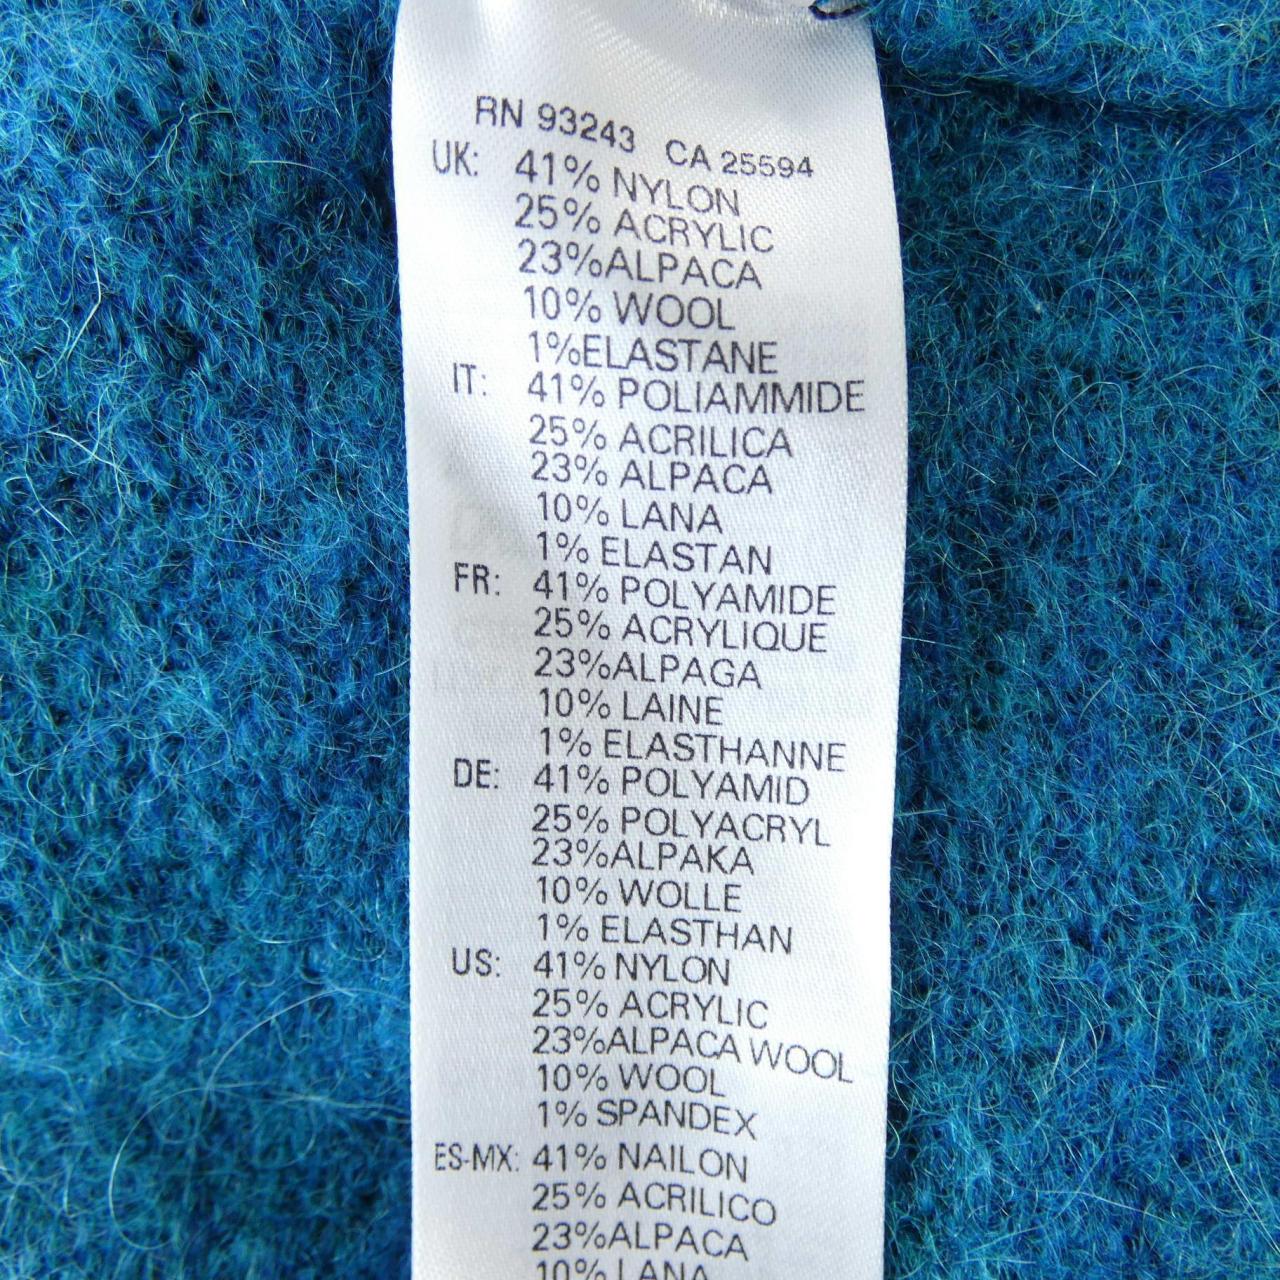 RN 93243 CA 25594
UK: 41% NYLON
25% ACRYLIC
23%ALPACA
10% WOOL
1%ELASTANE
IT: 41% POLIAMMIDE
25% ACRILICA
23% ALPACA
10% LANA
1% ELASTAN
FR: 41% POLYAMIDE
25% ACRYLIQUE
23%ALPAGA
10% LAINE
1% ELASTHANNE
DE: 41% POLYAMID
25% POLYACRYL
23%ALPAKA
10% WOLLE
1% ELASTHAN
US: 41% NYLON
25% ACRYLIC
23%ALPACA WOOL
10% WOOL
1% SPANDEX
ES-MX: 41% NAILON
25% ACRILICO
23%ALPACA
10% LANA